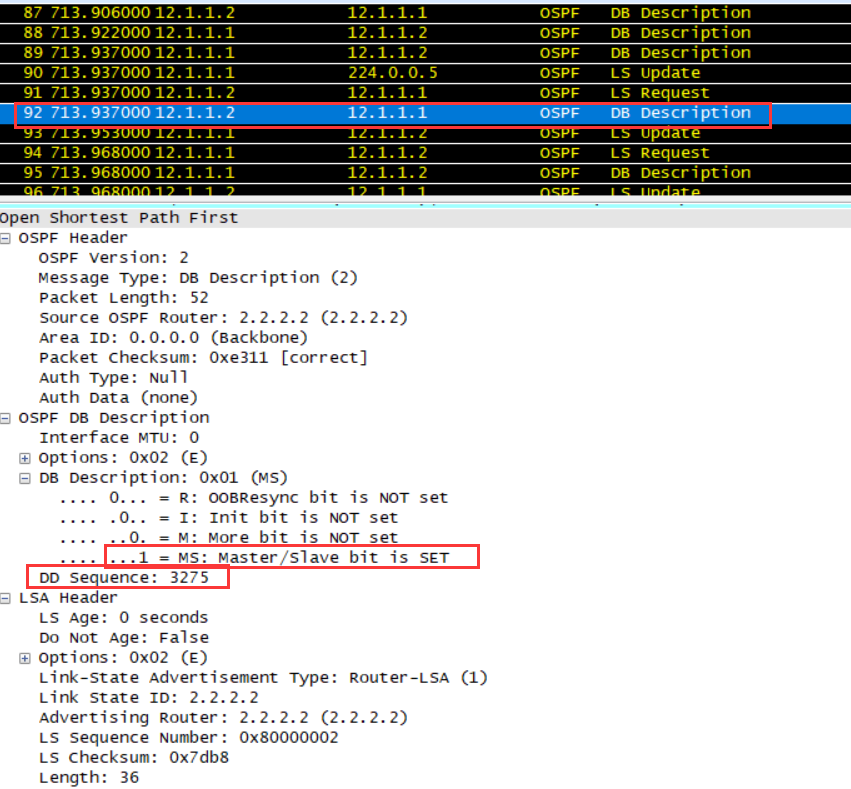 87 713.906000 12.1.1.2 12.1.1.1 OSPF DB Description
88 713.922000 12.1.1.1 12.1.1.2 OSPF DB Description
89 713.937000 12.1.1.2 12.1.1.1 OSPF DB Description
90 713.937000 12.1.1.1 224.0.0.5 OSPF LS Update
91 713.937000 12.1.1.2 12.1.1.1 OSPF LS Request
92 713.937000 12.1.1.2 12.1.1.1 OSPF DB Description
93 713.953000 12.1.1.1 12.1.1.2 OSPF LS Update
94 713.968000 12.1.1.1 12.1.1.2 OSPF LS Request
95 713.968000 12.1.1.1 12.1.1.2 OSPF DB Description
96 713.968000 12.1.1.2 12.1.1.1 OSPF LS Update
Open Shortest Path First
OSPF Header
OSPF Version: 2
Message Type: DB Description (2)
Packet Length: 52
Source OSPF Router: 2.2.2.2 (2.2.2.2)
Area ID: 0.0.0.0 (Backbone)
Packet Checksum: 0xe311 [correct]
Auth Type: Null
Auth Data (none)
OSPF DB Description
Interface MTU: 0
Options: 0x02 (E)
DB Description: 0x01 (MS)
.... 0... = R: OOBResync bit is NOT set
.... .0.. = I: Init bit is NOT set
.... ..0. = M: More bit is NOT set
.... ...1 = MS: Master/Slave bit is SET
DD Sequence: 3275
LSA Header
LS Age: 0 seconds
Do Not Age: False
Options: 0x02 (E)
Link-State Advertisement Type: Router-LSA (1)
Link State ID: 2.2.2.2
Advertising Router: 2.2.2.2 (2.2.2.2)
LS Sequence Number: 0x80000002
LS Checksum: 0x7db8
Length: 36